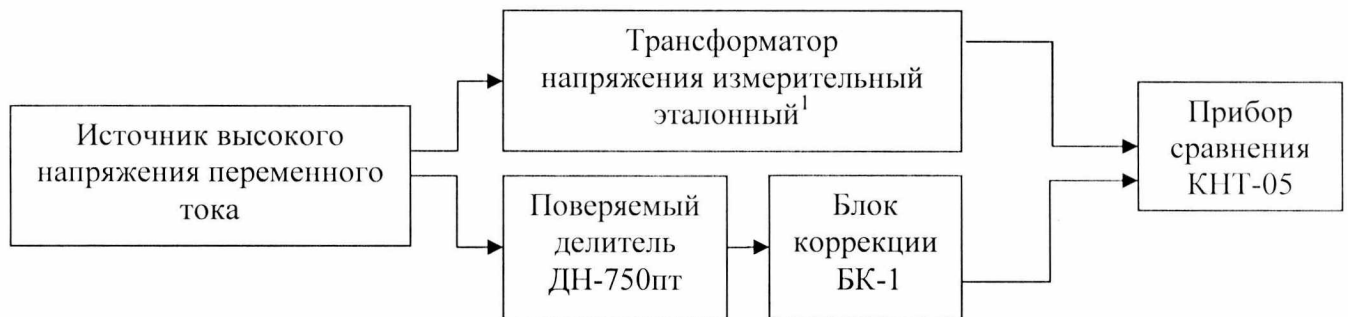 Источник высокого
напряжения переменного
тока
Трансформатор
напряжения измерительный
эталонный¹
Поверяемый
делитель
ДН-750пт
Блок
коррекции
БК-1
Прибор
сравнения
КНТ-05